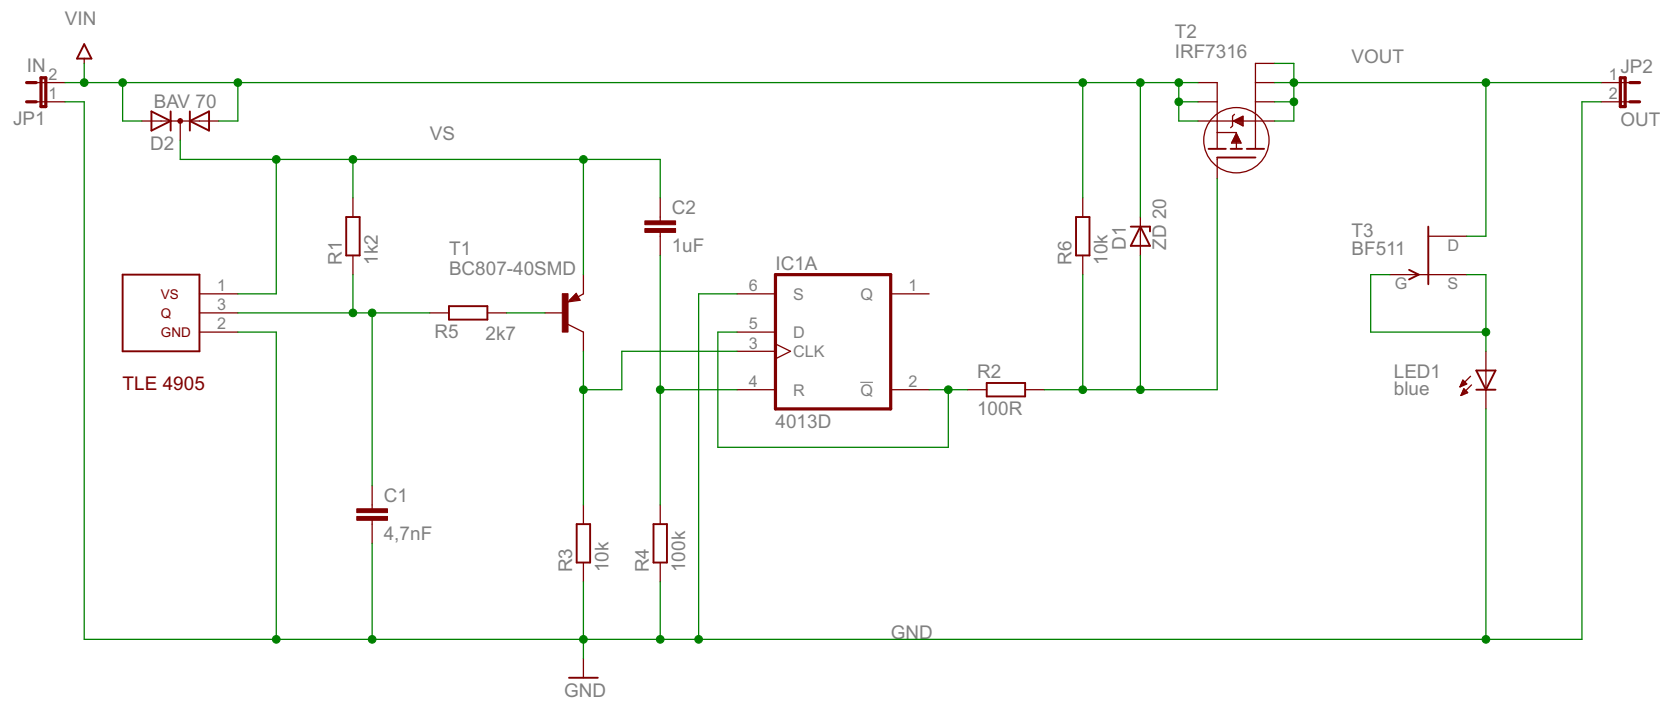 VIN
IN
2
1
JP1
BAV 70
D2
VS
T2
IRF7316
VOUT
1
2
JP2
OUT
R1
1k2
T1
BC807-40SMD
C2
1uF
R6
10k
D1
ZD 20
T3
BF511
D
G
S
VS
Q
GND
1
3
2
TLE 4905
R5
2k7
IC1A
6
S
Q
1
5
D
3
CLK
4
R
Q
2
4013D
R2
100R
LED1
blue
C1
4,7nF
R3
10k
R4
100k
GND
GND